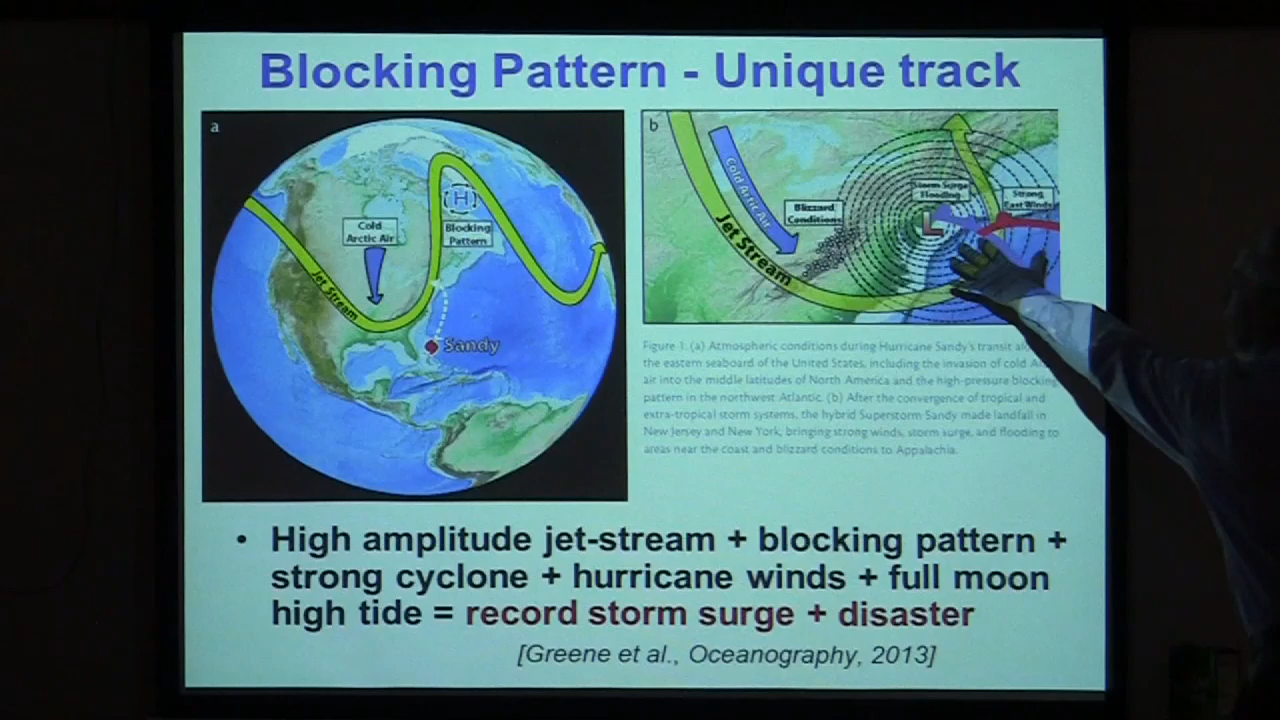 Blocking Pattern - Unique track
a
H
Cold
Arctic Air
Blocking
Pattern
Jet Stream
Sandy
b
Cold Arctic Air
Blizzard
Conditions
Storm Surge
Flooding
Strong
East Winds
L
Jet Stream
Figure 1. (a) Atmospheric conditions during Hurricane Sandy's transit
the eastern seaboard of the United States, including the invasion of cold
air into the middle latitudes of North America and the high-pressure blocking
pattern in the northwest Atlantic. (b) After the convergence of tropical and
extra-tropical storm systems, the hybrid Superstorm Sandy made landfall in
New Jersey and New York, bringing strong winds, storm surge, and flooding to
areas near the coast and blizzard conditions to Appalachia.
• High amplitude jet-stream + blocking pattern +
strong cyclone + hurricane winds + full moon
high tide = record storm surge + disaster
[Greene et al., Oceanography, 2013]